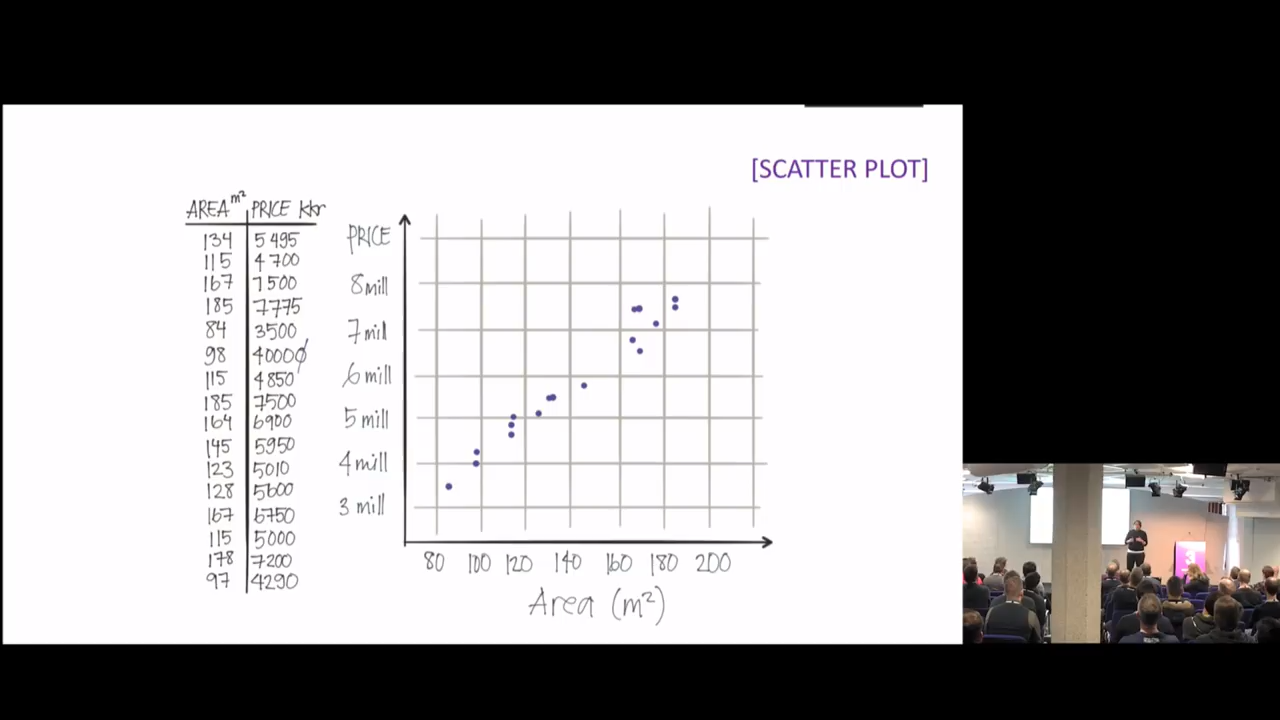 [SCATTER PLOT]
AREA m² PRICE Kkr
134 5495
115 4700
167 7500
185 7775
84 3500
98 40000
115 4850
185 7500
164 6900
145 5950
123 5010
128 5600
167 6750
115 5000
178 7200
97 4290
PRICE
8 mill
7 mill
6 mill
5 mill
4 mill
3 mill
80 100 120 140 160 180 200
Area (m²)